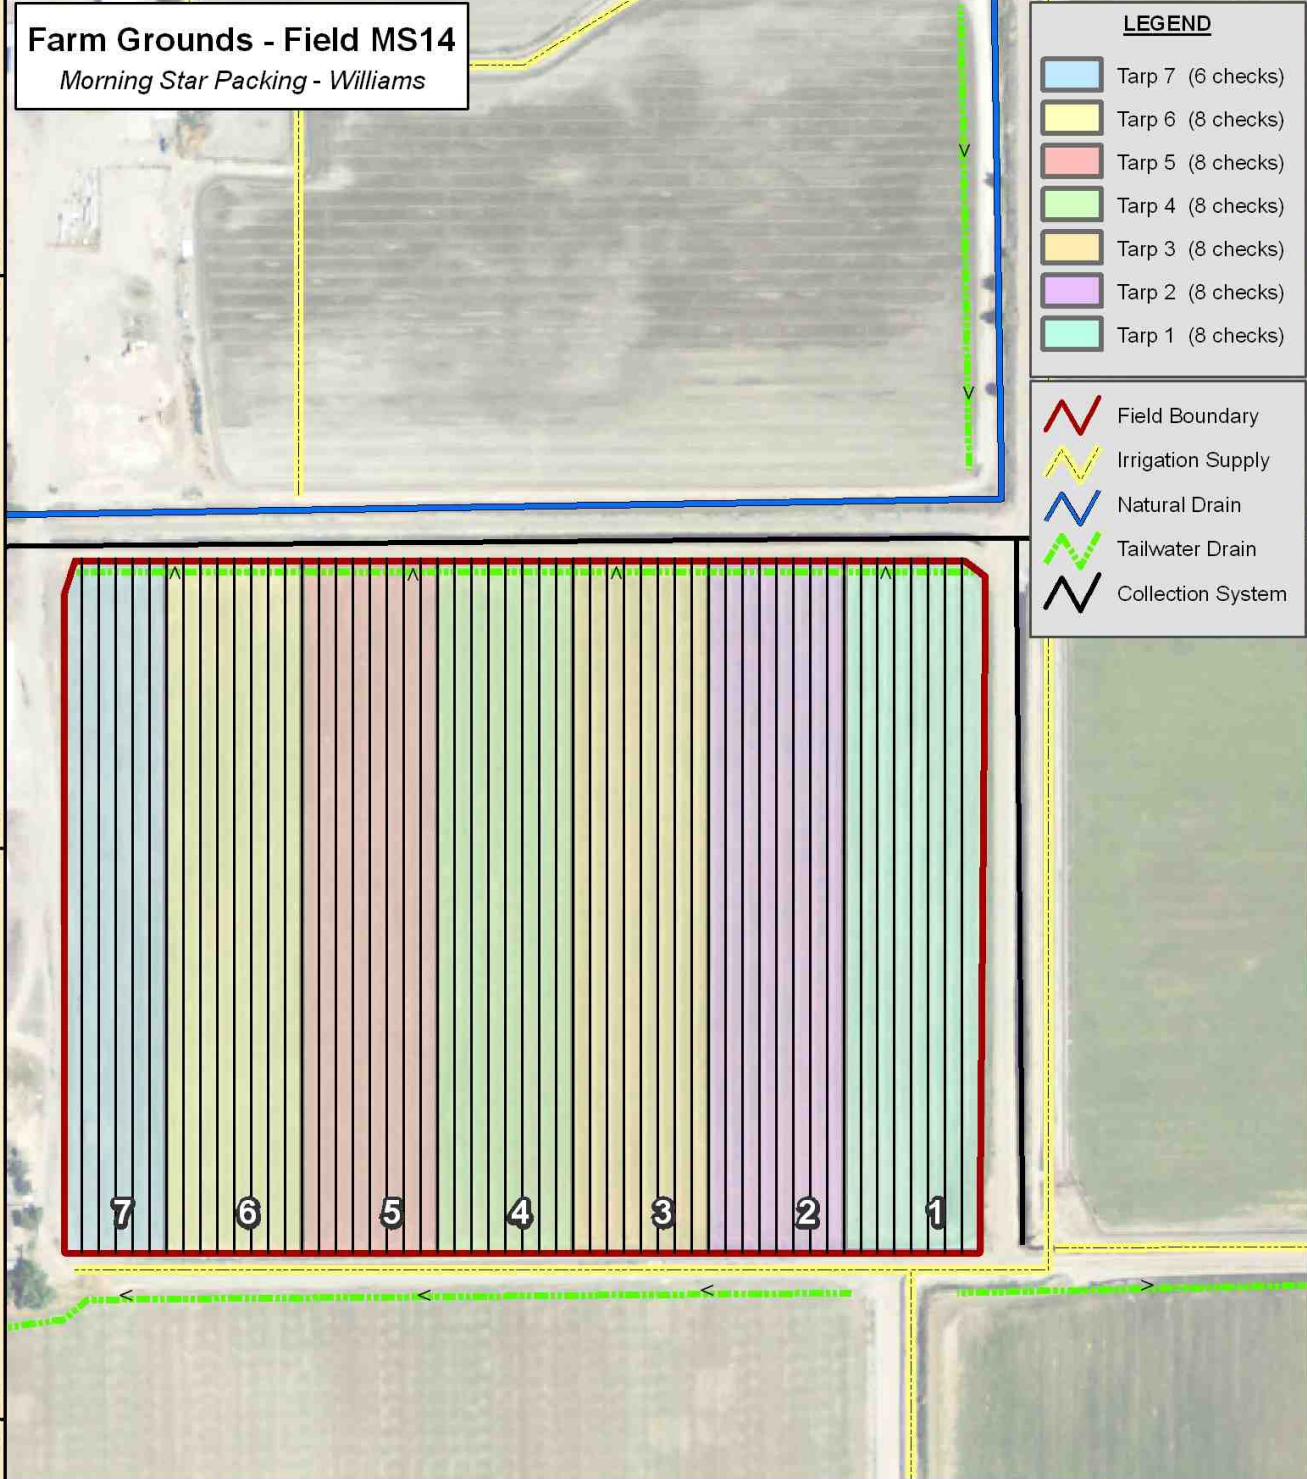 Farm Grounds - Field MS14
Morning Star Packing - Williams
LEGEND
Tarp 7 (6 checks)
Tarp 6 (8 checks)
Tarp 5 (8 checks)
Tarp 4 (8 checks)
Tarp 3 (8 checks)
Tarp 2 (8 checks)
Tarp 1 (8 checks)
Field Boundary
Irrigation Supply
Natural Drain
Tailwater Drain
Collection System
7 6 5 4 3 2 1